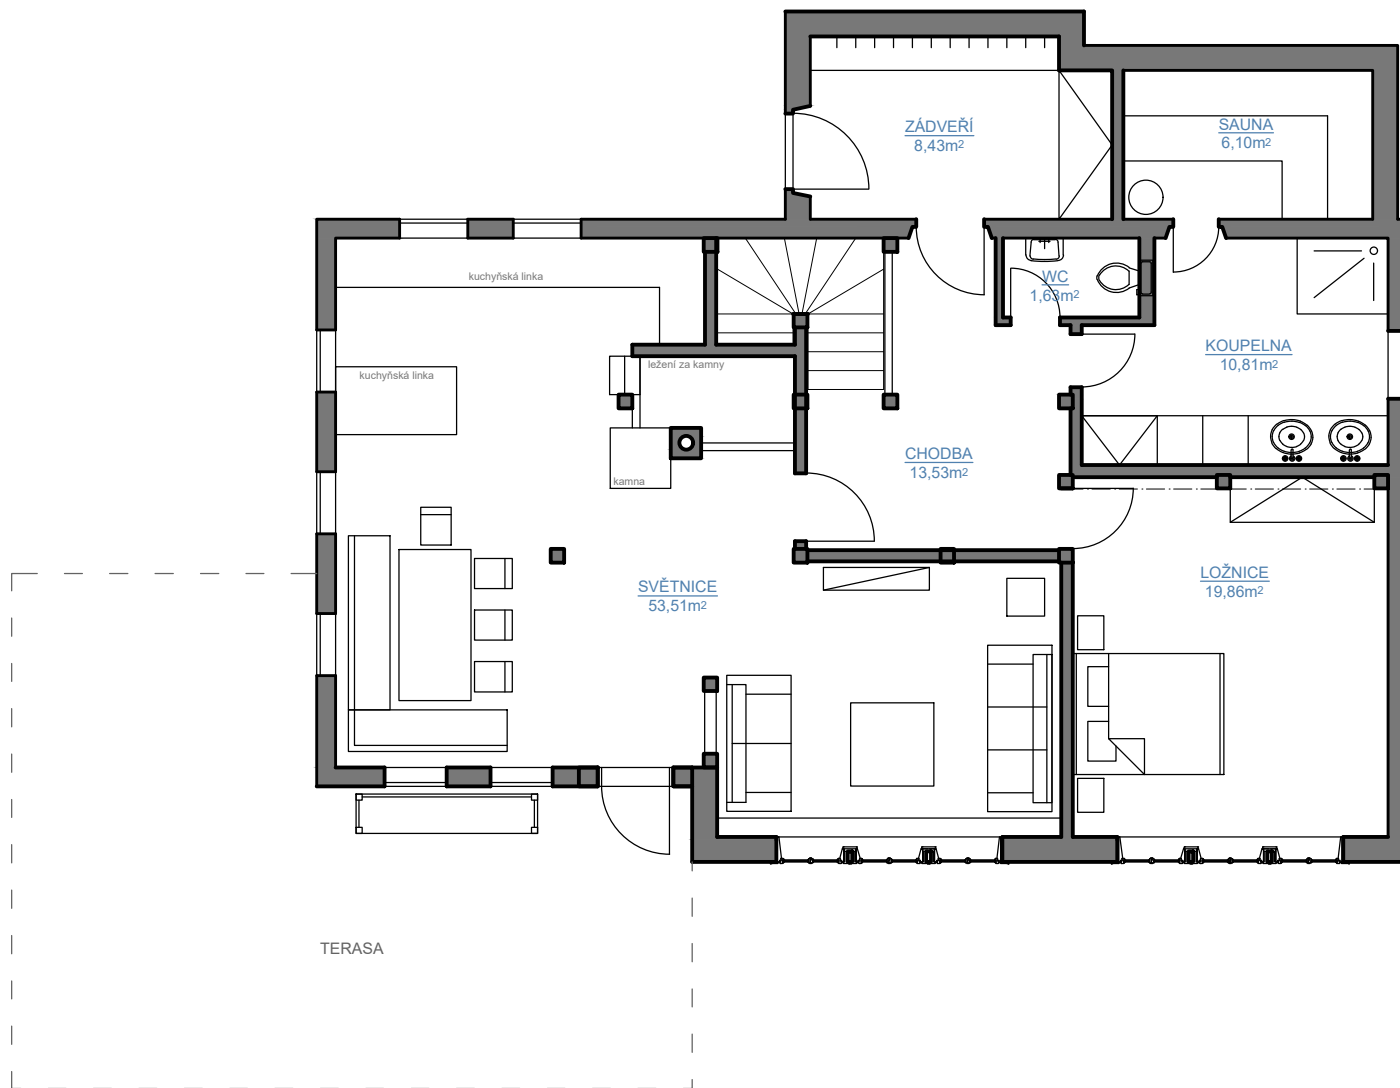 ZÁDVEŘÍ
8,43m²
SAUNA
6,10m²
kuchyňská linka
WC
1,63m²
KOUPELNA
10,81m²
ležení za kamny
kuchyňská linka
CHODBA
13,53m²
kamna
SVĚTNICE
53,51m²
LOŽNICE
19,86m²
TERASA